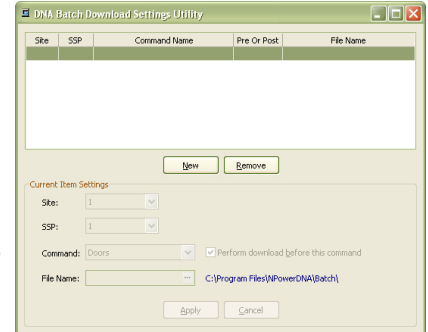 DNA Batch Download Settings Utility
Site SSP Command Name Pre Or Post File Name
New Remove
Current Item Settings
Site: 1
SSP: 1
Command: Doors Perform download before this command
File Name: ... C:\Program Files\NPowerDNA\Batch\
Apply Cancel